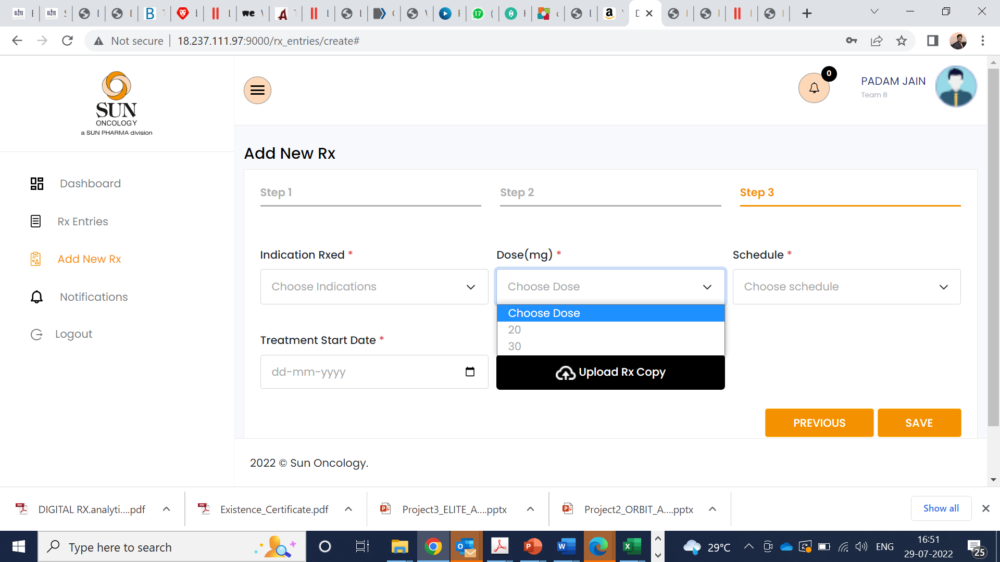 Not secure
18.237.111.97:9000/rx_entries/create#
SUN
ONCOLOGY
a SUN PHARMA division
0
PADAM JAIN
Team B
Dashboard
Rx Entries
Add New Rx
Notifications
Logout
Add New Rx
Step 1
Step 2
Step 3
Indication Rxed *
Dose(mg) *
Schedule *
Choose Indications
Choose Dose
Choose schedule
Choose Dose
20
30
Treatment Start Date *
dd-mm-yyyy
Upload Rx Copy
PREVIOUS
SAVE
2022 © Sun Oncology.
DIGITAL RX.analyti....pdf
Existence_Certificate.pdf
Project3_ELITE_A....pptx
Project2_ORBIT_A....pptx
Show all
Type here to search
29°C
ENG
16:51
29-07-2022
25